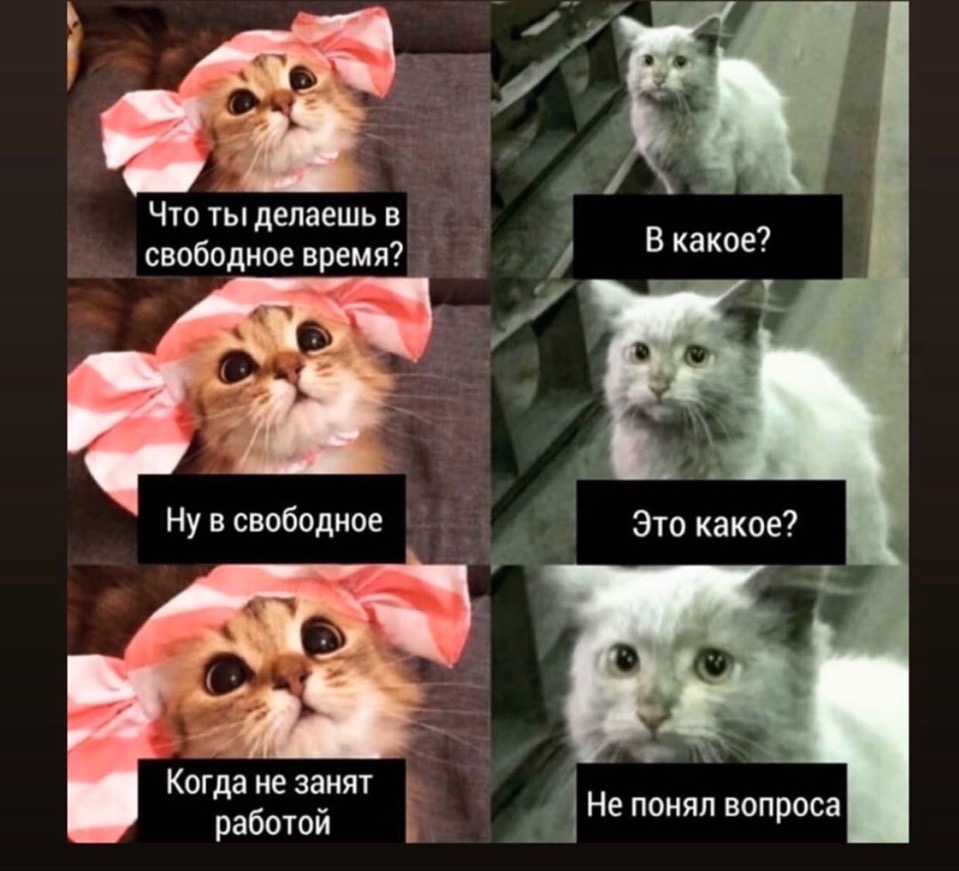 Что ты делаешь в
свободное время?
В какое?
Ну в свободное
Это какое?
Когда не занят
работой
Не понял вопроса